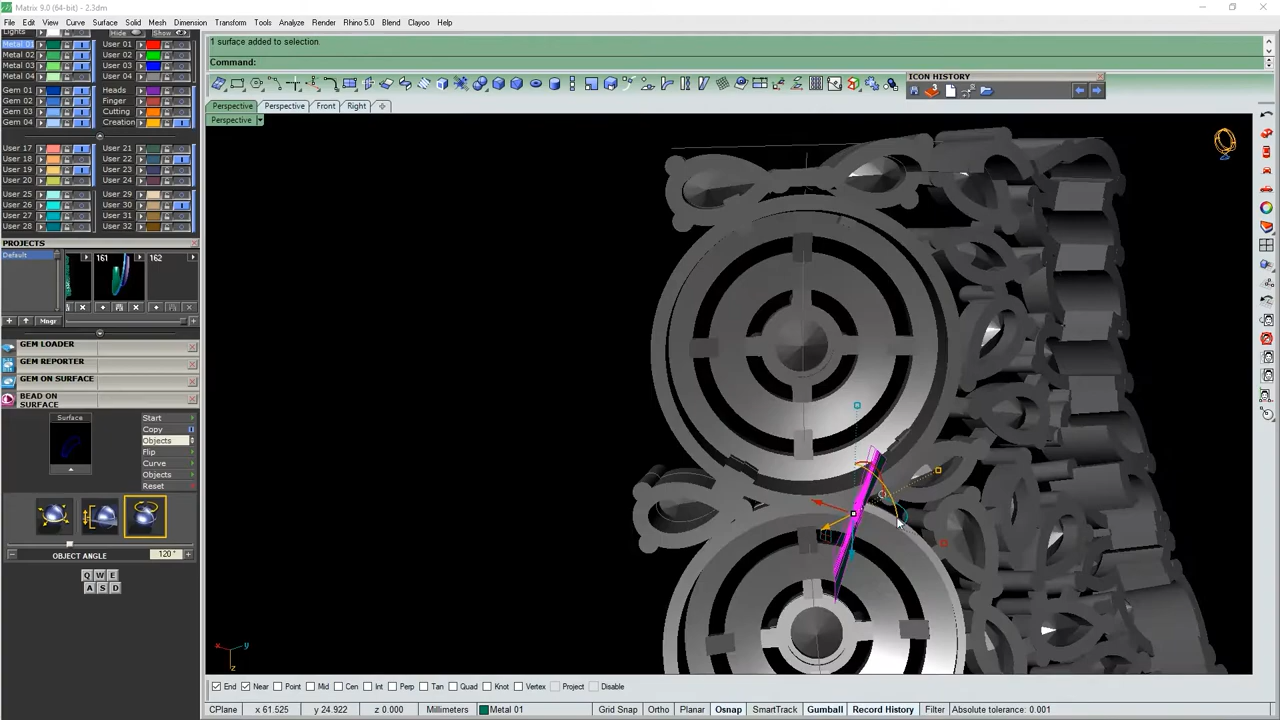 Matrix 9.0 (64-bit) - 2.3dm
File Edit View Curve Surface Solid Mesh Dimension Transform Tools Analyze Render Rhino 5.0 Blend Clayoo Help
Lights Hide Show
Metal 01 User 01
Metal 02 User 02
Metal 03 User 03
Metal 04 User 04
Gem 01 Heads
Gem 02 Finger
Gem 03 Cutting
Gem 04 Creation
User 17 User 21
User 18 User 22
User 19 User 23
User 20 User 24
User 25 User 29
User 26 User 30
User 27 User 31
User 28 User 32
PROJECTS
Default
161 162
Mngr
GEM LOADER
GEM REPORTER
GEM ON SURFACE
BEAD ON
SURFACE
Surface
Start
Copy
Objects
Flip
Curve
Objects
Reset
OBJECT ANGLE 120°
Q W E
A S D
1 surface added to selection.
Command:
ICON HISTORY
Perspective Perspective Front Right
Perspective
x y
z
End Near Point Mid Cen Int Perp Tan Quad Knot Vertex Project Disable
CPlane x 61.525 y 24.922 z 0.000 Millimeters Metal 01 Grid Snap Ortho Planar Osnap SmartTrack Gumball Record History Filter Absolute tolerance: 0.001